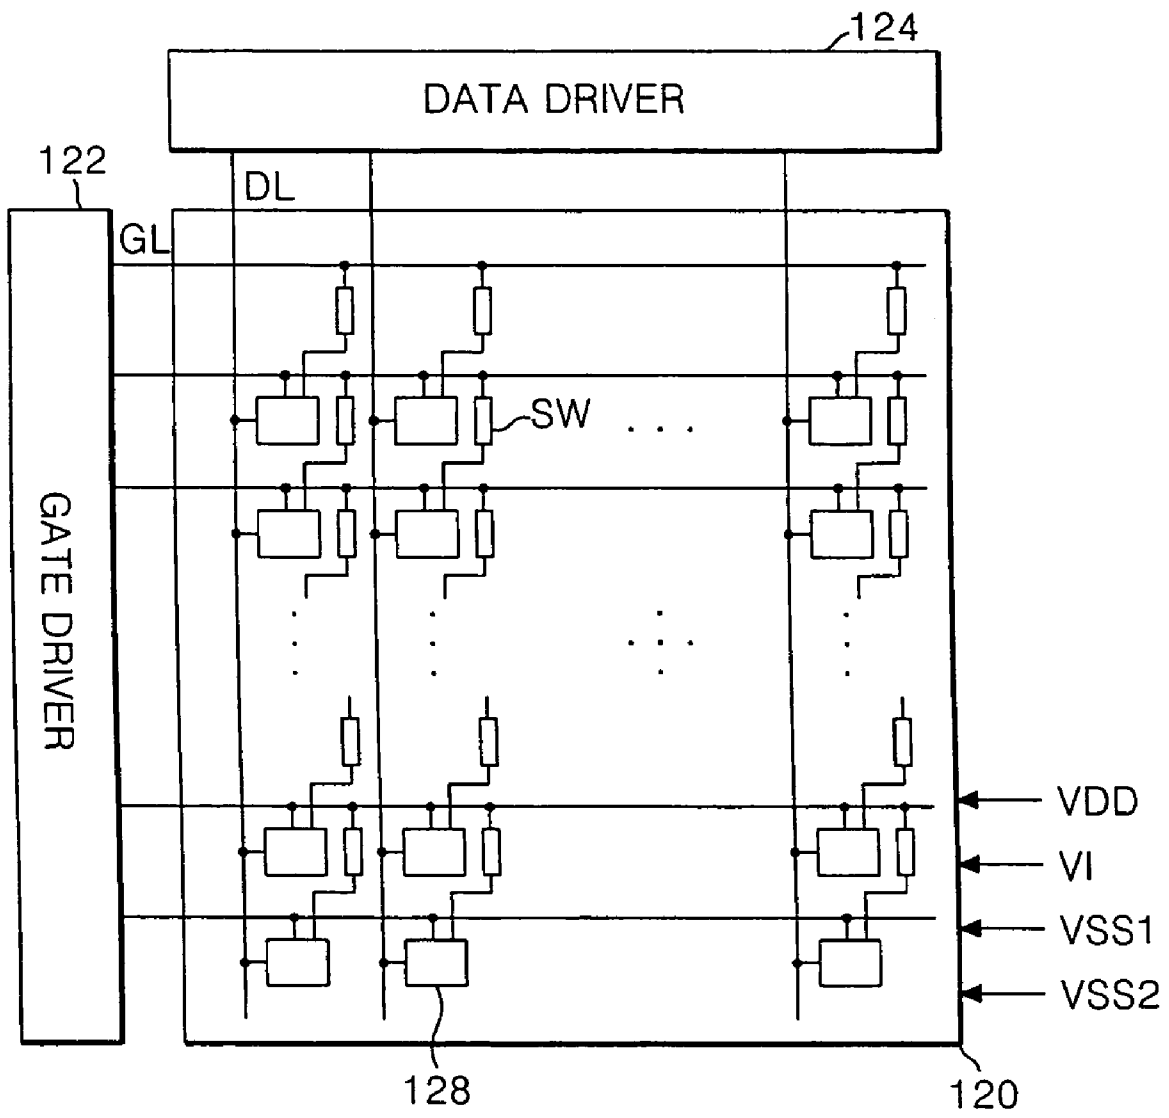 124
DATA DRIVER
122
DL
GL
SW
GATE DRIVER
VDD
VI
VSS1
VSS2
128
120